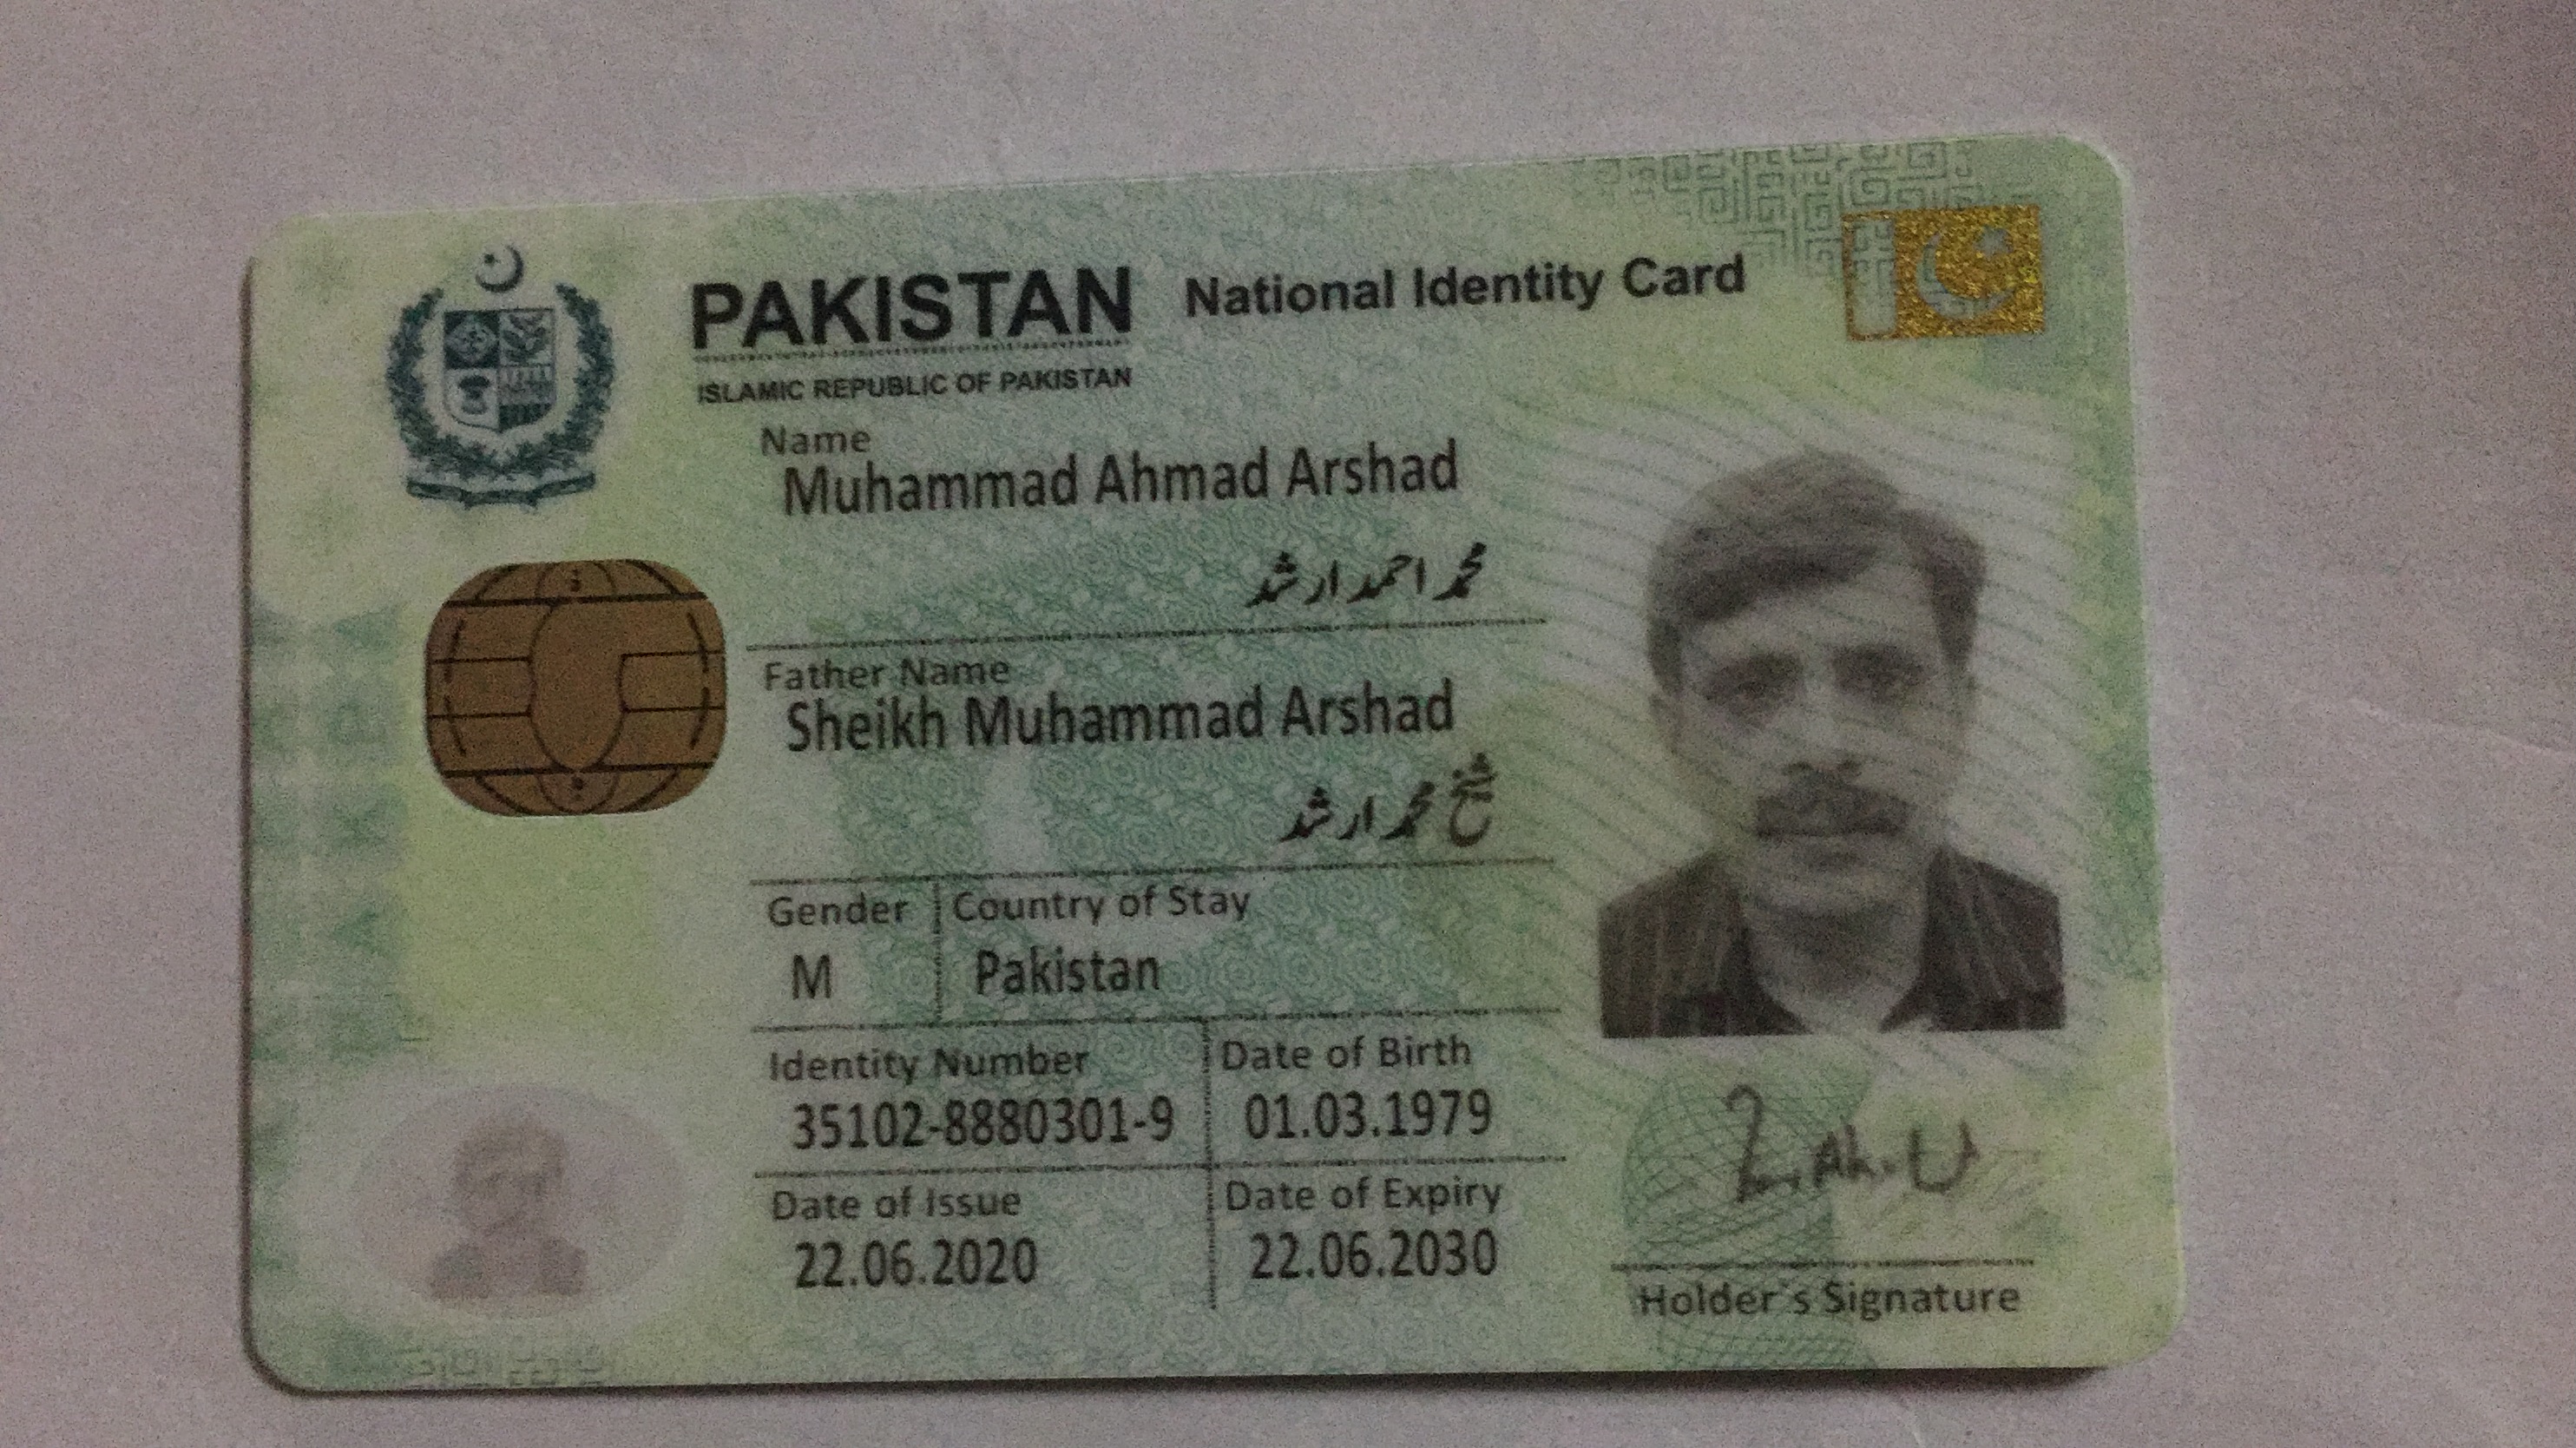 PAKISTAN National Identity Card
ISLAMIC REPUBLIC OF PAKISTAN
Name
Muhammad Ahmad Arshad
محمد احمد ارشد
Father Name
Sheikh Muhammad Arshad
شیخ محمد ارشد
Gender Country of Stay
M Pakistan
Identity Number Date of Birth
35102-8880301-9 01.03.1979
Date of Issue Date of Expiry
22.06.2020 22.06.2030
Holder's Signature